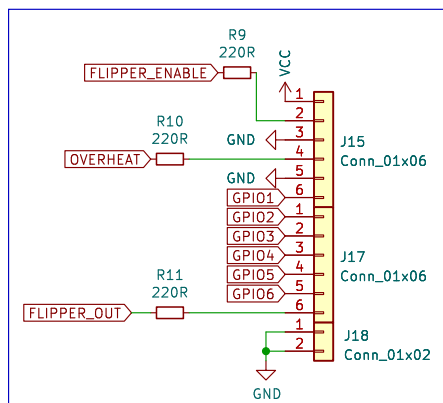 R9
220R
FLIPPER_ENABLE
VCC
1
2
R10
220R
GND
3
J15
OVERHEAT
4
Conn_01x06
GND
5
GPIO1
6
GPIO2
1
GPIO3
2
GPIO4
3
J17
GPIO5
4
Conn_01x06
R11
220R
GPIO6
5
FLIPPER_OUT
6
1
J18
2
Conn_01x02
GND